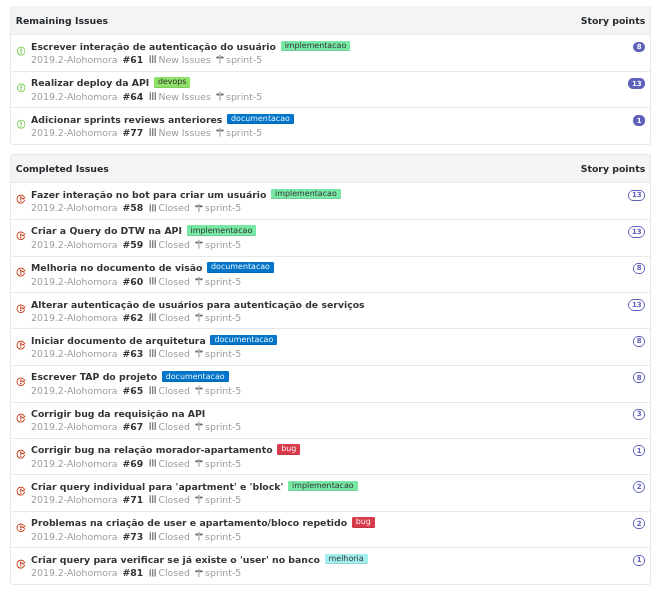 Remaining Issues Story points
Escrever interação de autenticação do usuário implementacao 8
2019.2-Alohomora #61 New Issues sprint-5
Realizar deploy da API devops 13
2019.2-Alohomora #64 New Issues sprint-5
Adicionar sprints reviews anteriores documentacao 1
2019.2-Alohomora #77 New Issues sprint-5
Completed Issues Story points
Fazer interação no bot para criar um usuário implementacao 13
2019.2-Alohomora #58 Closed sprint-5
Criar a Query do DTW na API implementacao 13
2019.2-Alohomora #59 Closed sprint-5
Melhoria no documento de visão documentacao 8
2019.2-Alohomora #60 Closed sprint-5
Alterar autenticação de usuários para autenticação de serviços 13
2019.2-Alohomora #62 Closed sprint-5
Iniciar documento de arquitetura documentacao 8
2019.2-Alohomora #63 Closed sprint-5
Escrever TAP do projeto documentacao 8
2019.2-Alohomora #65 Closed sprint-5
Corrigir bug da requisição na API 3
2019.2-Alohomora #67 Closed sprint-5
Corrigir bug na relação morador-apartamento bug 1
2019.2-Alohomora #69 Closed sprint-5
Criar query individual para 'apartment' e 'block' implementacao 2
2019.2-Alohomora #71 Closed sprint-5
Problemas na criação de user e apartamento/bloco repetido bug 2
2019.2-Alohomora #73 Closed sprint-5
Criar query para verificar se já existe o 'user' no banco melhoria 1
2019.2-Alohomora #81 Closed sprint-5